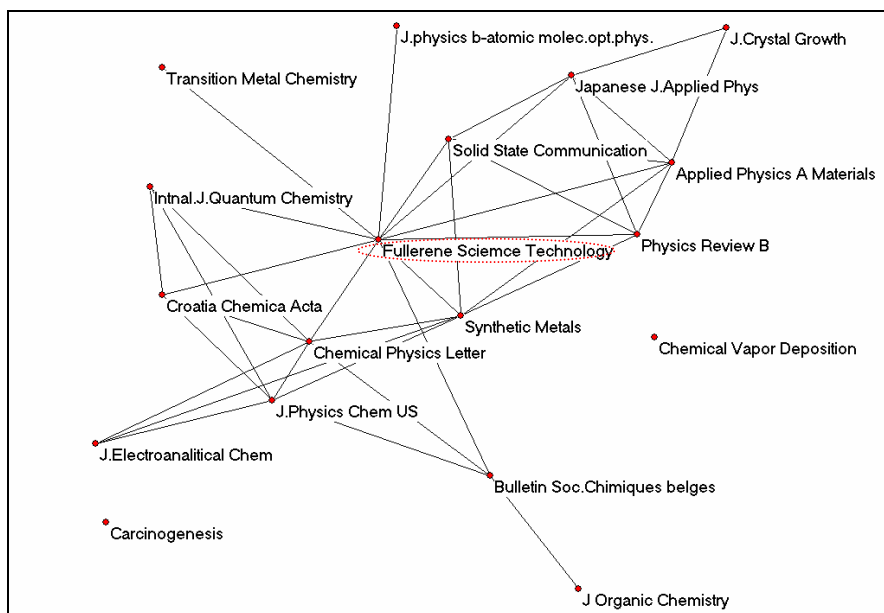 J.physics b-atomic molec.opt.phys.
J.Crystal Growth
Transition Metal Chemistry
Japanese J.Applied Phys
Solid State Communication
Applied Physics A Materials
Intnal.J.Quantum Chemistry
Fullerene Sciemce Technology
Physics Review B
Croatia Chemica Acta
Synthetic Metals
Chemical Physics Letter
Chemical Vapor Deposition
J.Physics Chem US
J.Electroanalitical Chem
Bulletin Soc.Chimiques belges
Carcinogenesis
J Organic Chemistry